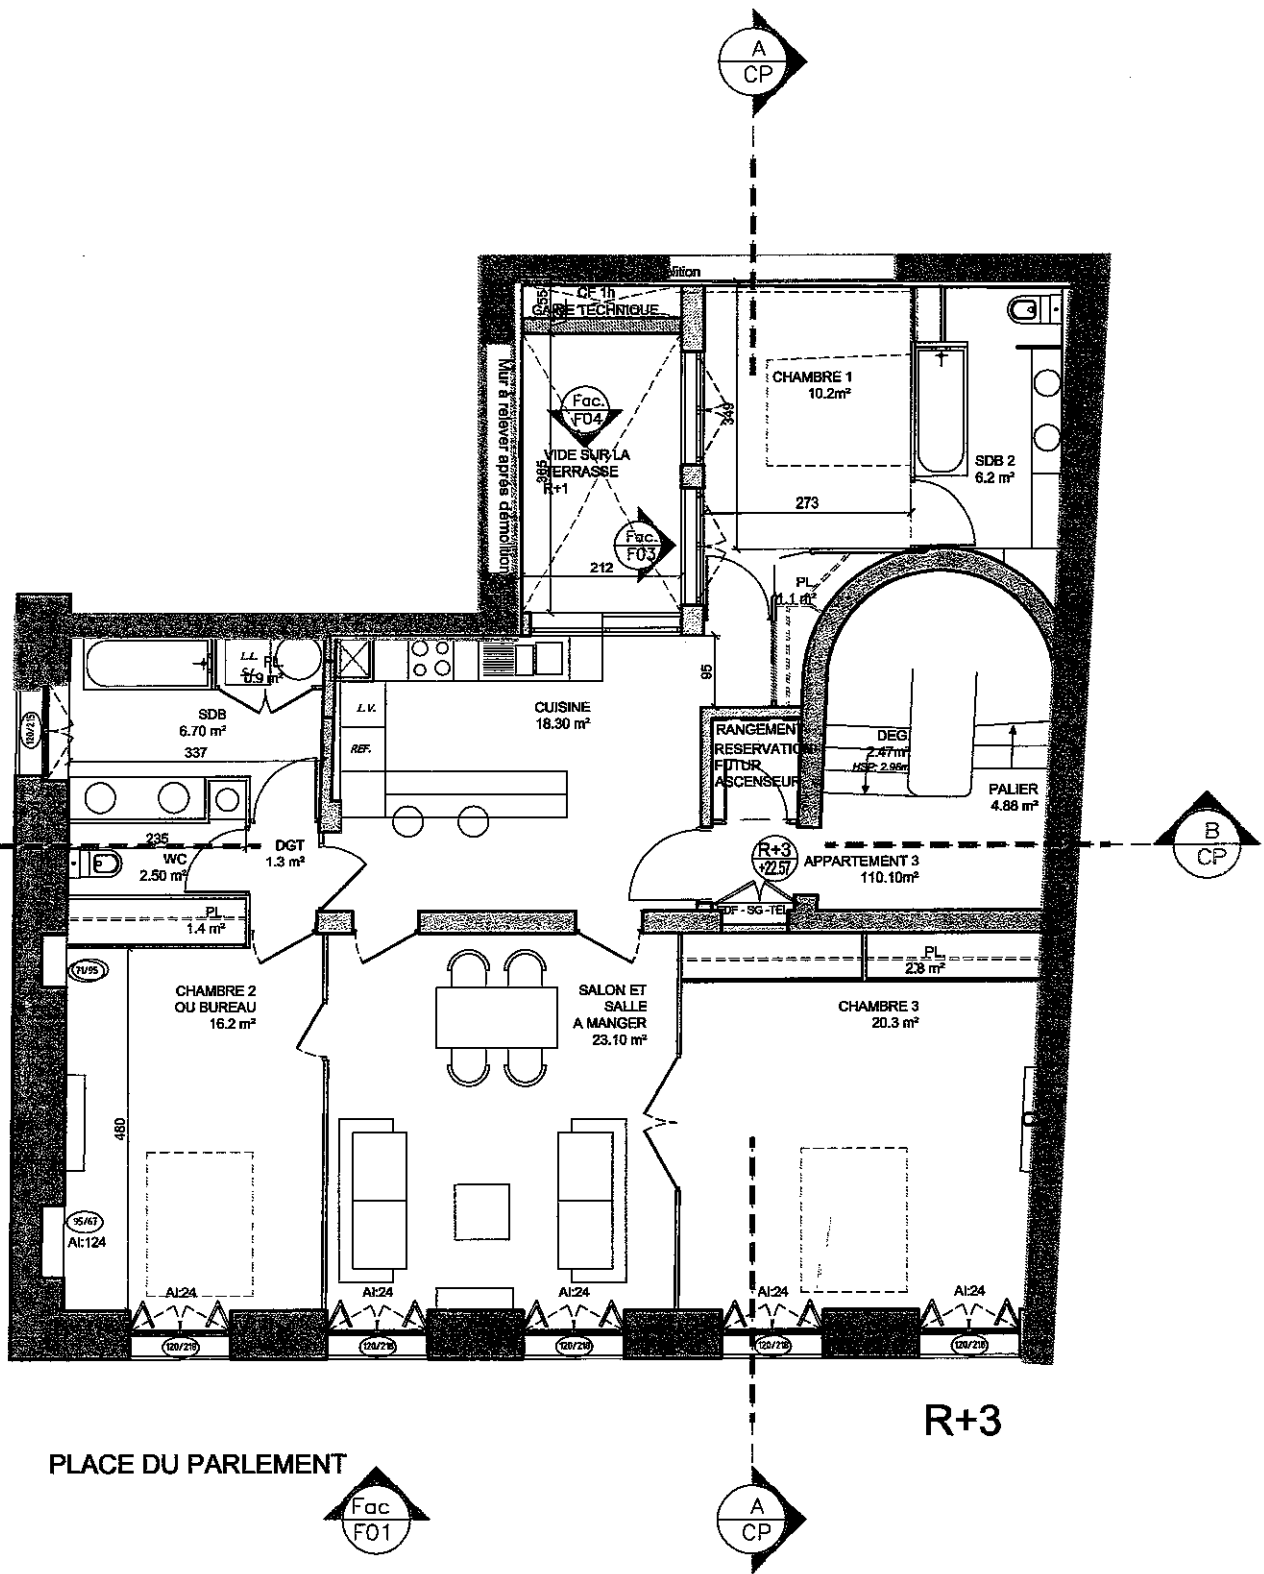 A
CP
CF 1h
GAINE TECHNIQUE
55
Mur a relever après démolition
Fac.
F04
VIDE SUR LA
TERRASSE
R+1
365
Fac.
F03
212
CHAMBRE 1
10.2m²
349
273
SDB 2
6.2 m²
PL.
1.1 m²
95
L.L.
PL.
0.9 m²
SDB
6.70 m²
337
120/215
L.V.
REF.
CUISINE
18.30 m²
RANGEMENT
RESERVATION
FUTUR
ASCENSEUR
DEG
2.47m²
HSP: 2.96m
PALIER
4.88 m²
235
WC
2.50 m²
DGT
1.3 m²
R+3
+22.57
APPARTEMENT 3
110.10m²
B
CP
PL.
1.4 m²
PL.
2.8 m²
71/95
CHAMBRE 2
OU BUREAU
16.2 m²
SALON ET
SALLE
A MANGER
23.10 m²
CHAMBRE 3
20.3 m²
480
95/67
Al:124
Al:24
Al:24
Al:24
Al:24
Al:24
120/218
120/218
120/218
120/218
120/218
R+3
PLACE DU PARLEMENT
Fac
F01
A
CP